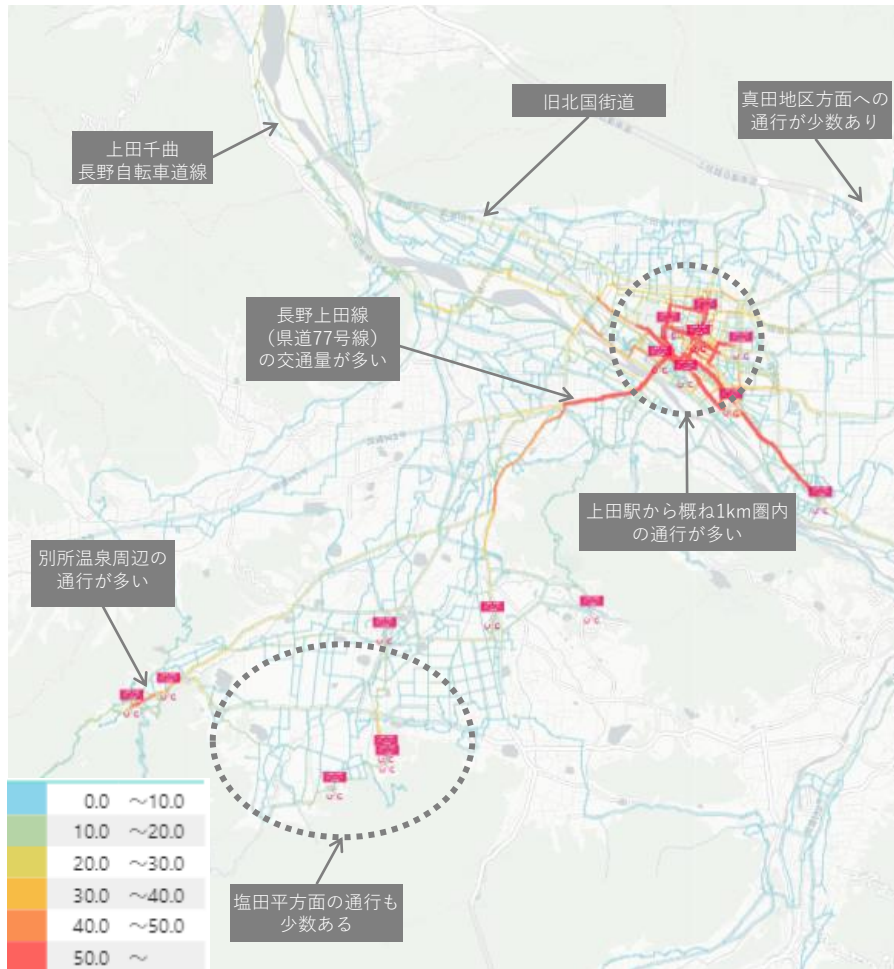 旧北国街道
真田地区方面への
通行が少数あり
上田千曲
長野自転車道線
長野上田線
（県道77号線）
の交通量が多い
上田駅から概ね1km圏内
の通行が多い
別所温泉周辺の
通行が多い
塩田平方面の通行も
少数ある
0.0 ～10.0
10.0 ～20.0
20.0 ～30.0
30.0 ～40.0
40.0 ～50.0
50.0 ～